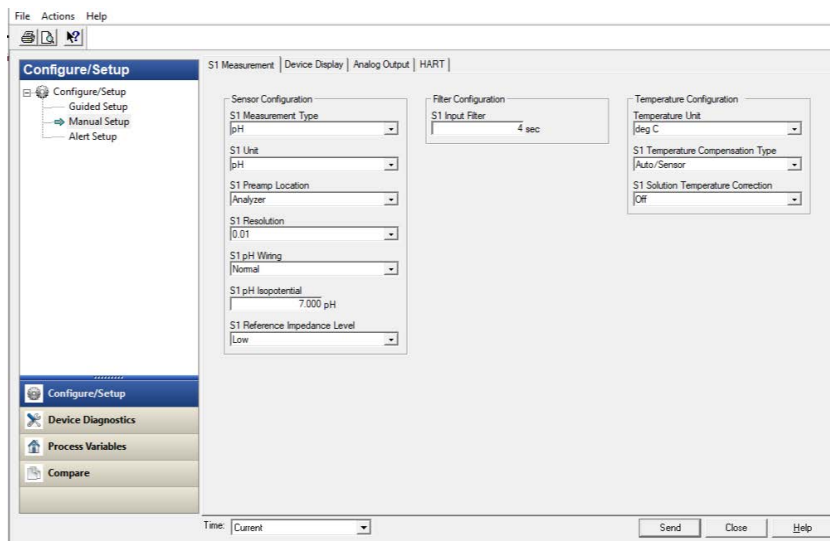 File Actions Help
Configure/Setup
Configure/Setup
Guided Setup
Manual Setup
Alert Setup
Configure/Setup
Device Diagnostics
Process Variables
Compare
S1 Measurement Device Display Analog Output HART
Sensor Configuration
S1 Measurement Type
pH
S1 Unit
pH
S1 Preamp Location
Analyzer
S1 Resolution
0.01
S1 pH Wiring
Normal
S1 pH Isopotential
7.000 pH
S1 Reference Impedance Level
Low
Filter Configuration
S1 Input Filter
4 sec
Temperature Configuration
Temperature Unit
deg C
S1 Temperature Compensation Type
Auto/Sensor
S1 Solution Temperature Correction
Off
Time: Current
Send Close Help